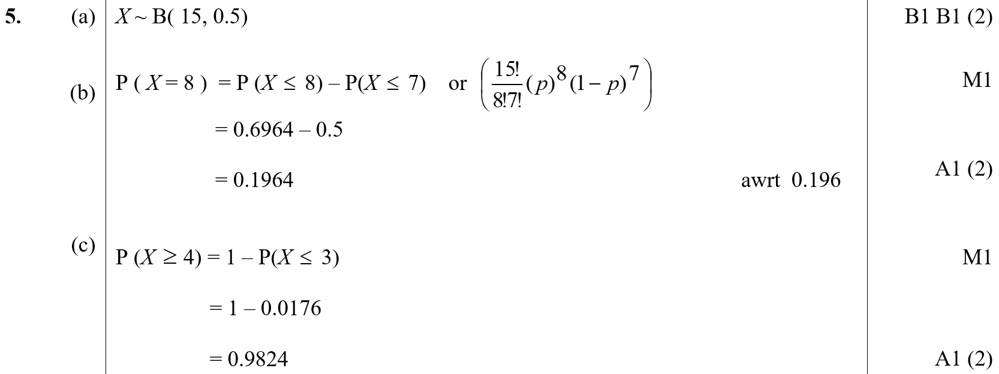 5. (a) X ~ B( 15, 0.5) B1 B1 (2)
(b) P ( X = 8 ) = P (X ≤ 8) – P(X ≤ 7) or (15!/8!7! (p)^8 (1 – p)^7) M1
= 0.6964 – 0.5
= 0.1964 awrt 0.196 A1 (2)
(c) P (X ≥ 4) = 1 – P(X ≤ 3) M1
= 1 – 0.0176
= 0.9824 A1 (2)